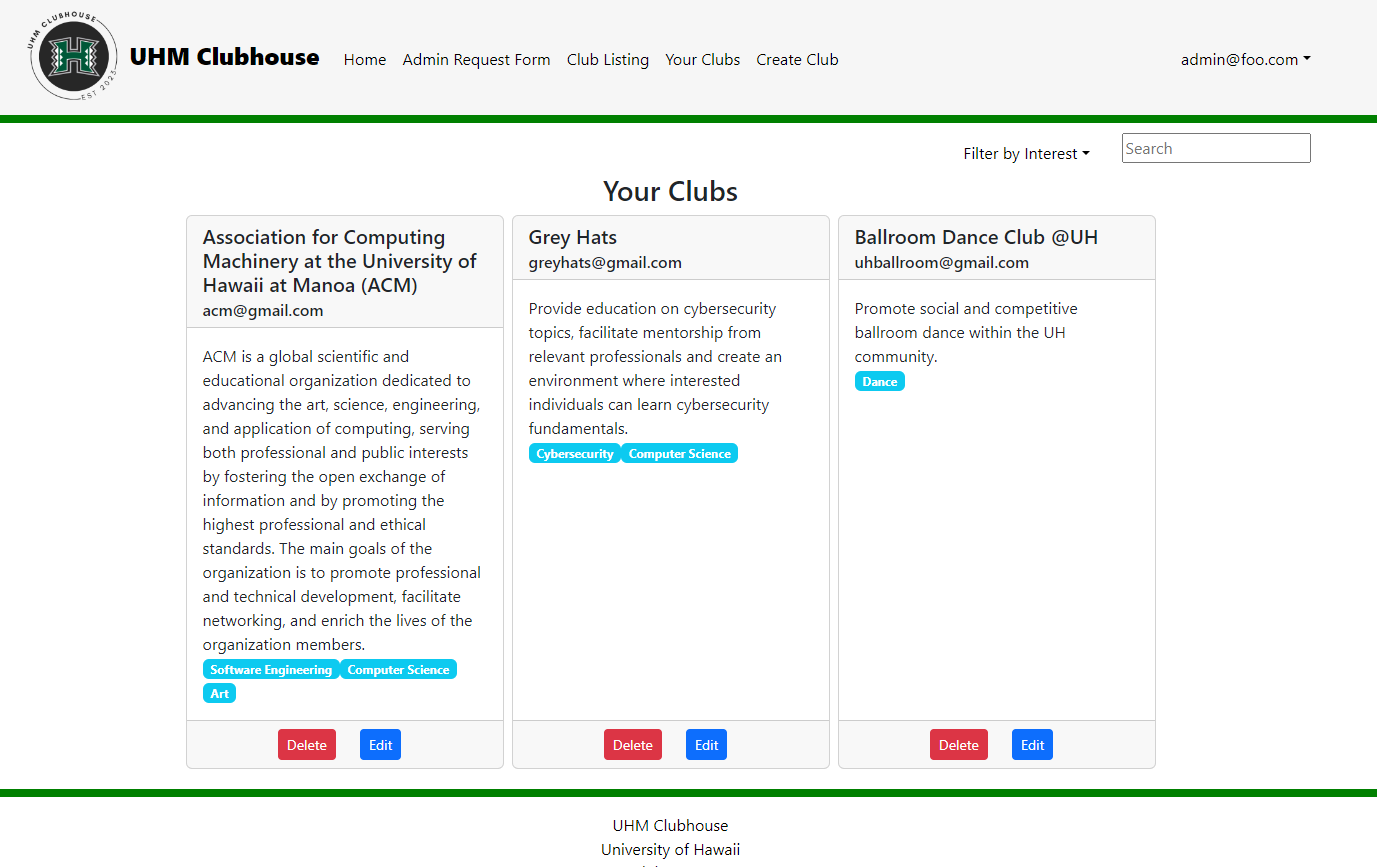 UHM CLUBHOUSE
EST 2023
UHM Clubhouse
Home
Admin Request Form
Club Listing
Your Clubs
Create Club
admin@foo.com
Filter by Interest
Search
Your Clubs
Association for Computing
Machinery at the University of
Hawaii at Manoa (ACM)
acm@gmail.com
ACM is a global scientific and
educational organization dedicated to
advancing the art, science, engineering,
and application of computing, serving
both professional and public interests
by fostering the open exchange of
information and by promoting the
highest professional and ethical
standards. The main goals of the
organization is to promote professional
and technical development, facilitate
networking, and enrich the lives of the
organization members.
Software Engineering Computer Science
Art
Delete Edit
Grey Hats
greyhats@gmail.com
Provide education on cybersecurity
topics, facilitate mentorship from
relevant professionals and create an
environment where interested
individuals can learn cybersecurity
fundamentals.
Cybersecurity Computer Science
Delete Edit
Ballroom Dance Club @UH
uhballroom@gmail.com
Promote social and competitive
ballroom dance within the UH
community.
Dance
Delete Edit
UHM Clubhouse
University of Hawaii